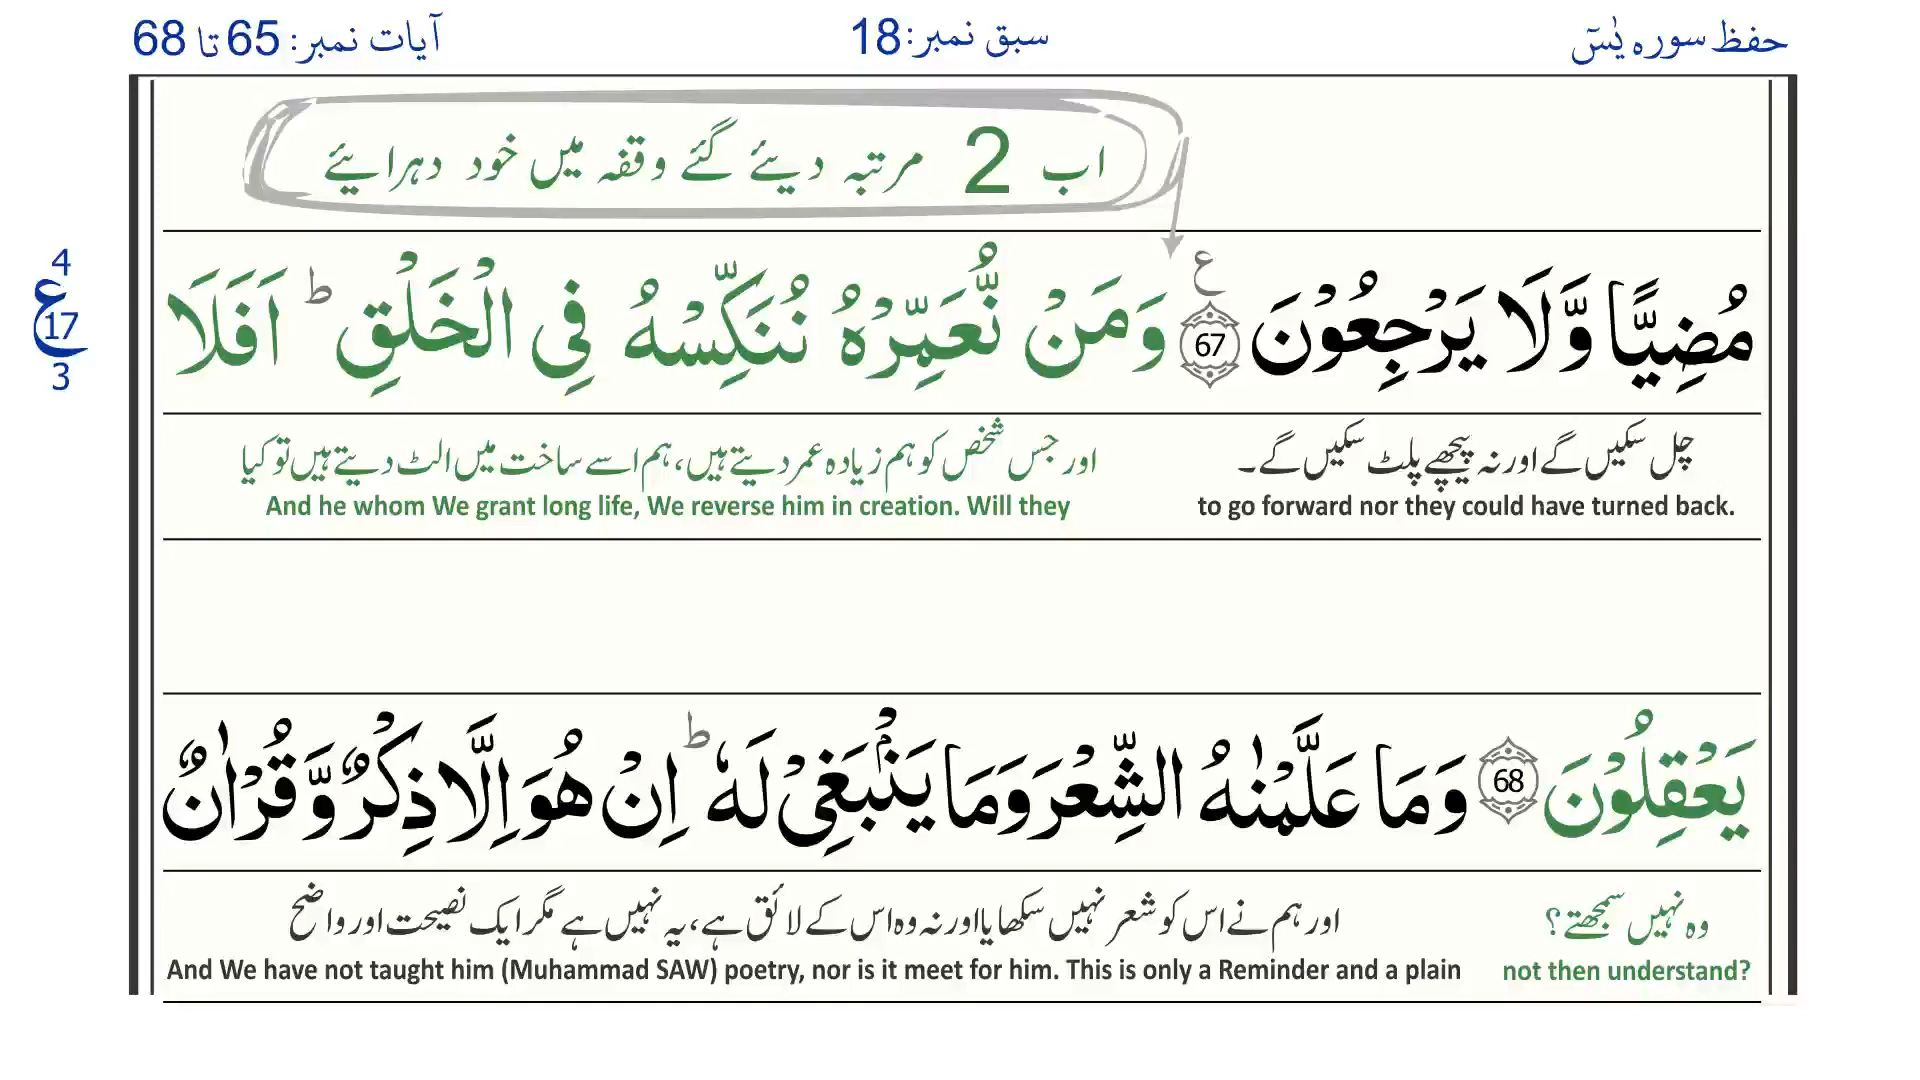 حفظ سورہ یٰسٓ
سبق نمبر: 18
آیات نمبر: 65 تا 68
اب 2 مرتبہ دیئے گئے وقفہ میں خود دہرائیے
مُضِیًّا وَّلَا یَرْجِعُوْنَ ﴿67﴾ ع وَمَنْ نُّعَمِّرْهُ نُنَكِّسْهُ فِی الْخَلْقِ ؕ اَفَلَا
4
ع
17
3
چل سکیں گے اور نہ پیچھے پلٹ سکیں گے۔ اور جس شخص کو ہم زیادہ عمر دیتے ہیں، ہم اسے ساخت میں الٹ دیتے ہیں تو کیا
to go forward nor they could have turned back.
And he whom We grant long life, We reverse him in creation. Will they
یَعْقِلُوْنَ ﴿68﴾ وَمَا عَلَّمْنٰهُ الشِّعْرَ وَمَا یَنْۢبَغِیْ لَهٗ ؕ اِنْ هُوَ اِلَّا ذِكْرٌ وَّقُرْاٰنٌ
وہ نہیں سمجھتے؟ اور ہم نے اس کو شعر نہیں سکھایا اور نہ وہ اس کے لائق ہے، یہ نہیں ہے مگر ایک نصیحت اور واضح
not then understand?
And We have not taught him (Muhammad SAW) poetry, nor is it meet for him. This is only a Reminder and a plain